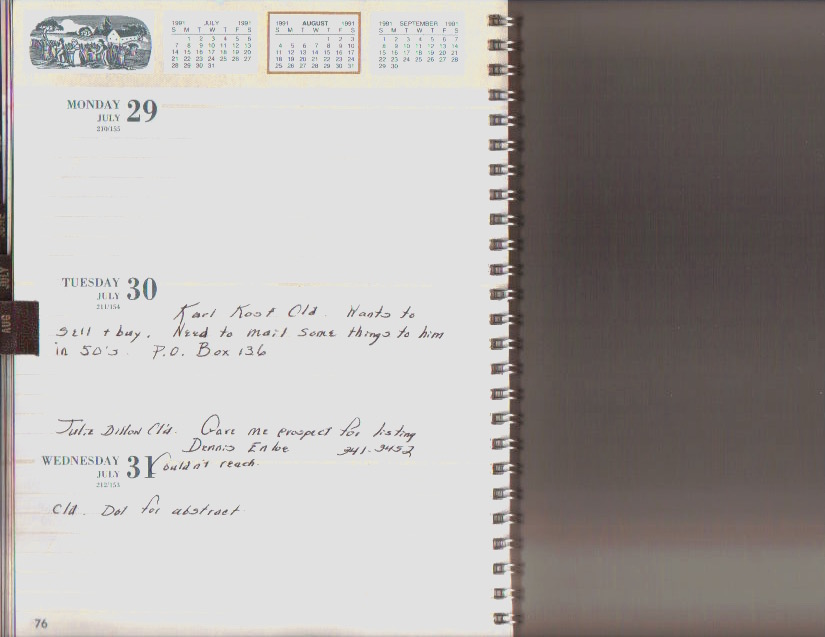 1991 JULY 1991
S M T W T F S
1 2 3 4 5 6
7 8 9 10 11 12 13
14 15 16 17 18 19 20
21 22 23 24 25 26 27
28 29 30 31
1991 AUGUST 1991
S M T W T F S
1 2 3
4 5 6 7 8 9 10
11 12 13 14 15 16 17
18 19 20 21 22 23 24
25 26 27 28 29 30 31
1991 SEPTEMBER 1991
S M T W T F S
1 2 3 4 5 6 7
8 9 10 11 12 13 14
15 16 17 18 19 20 21
22 23 24 25 26 27 28
29 30
MONDAY 29
JULY
210/155
TUESDAY 30
JULY
211/154
Karl Kost Cld. Wants to
sell + buy. Need to mail some things to him
in 50's. P.O. Box 136
Julie Dillon Cld. Gave me prospect for listing
Dennis 341-3452
WEDNESDAY 31
JULY
212/153
Couldn't reach.
Cld. Dol for abstract
JULY
AUG
76